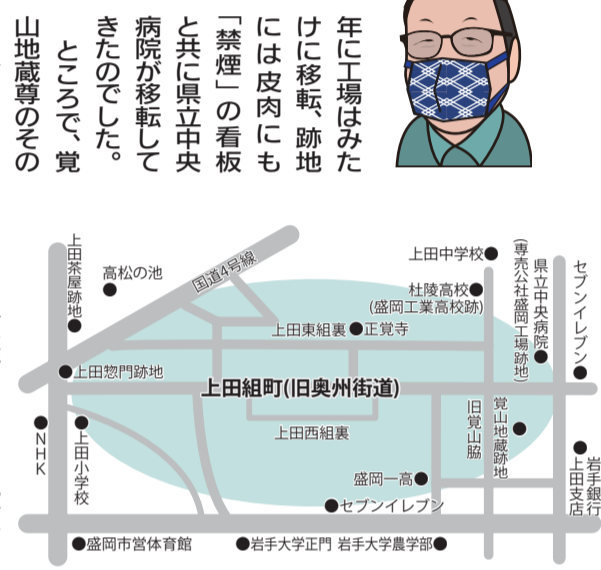 年に工場はみた
けに移転、跡地
には皮肉にも
「禁煙」の看板
と共に県立中央
病院が移転して
きたのでした。
ところで、覚
山地蔵尊のその
上田茶屋跡地
高松の池
国道4号線
上田中学校
杜陵高校
(盛岡工業高校跡)
県立中央病院
(専売公社盛岡工場跡地)
セブンイレブン
上田東組裏
正覚寺
上田惣門跡地
上田組町(旧奥州街道)
上田西組裏
旧覚山脇
覚山地蔵跡地
NHK
上田小学校
盛岡一高
セブンイレブン
岩手銀行
上田支店
盛岡市営体育館
岩手大学正門
岩手大学農学部